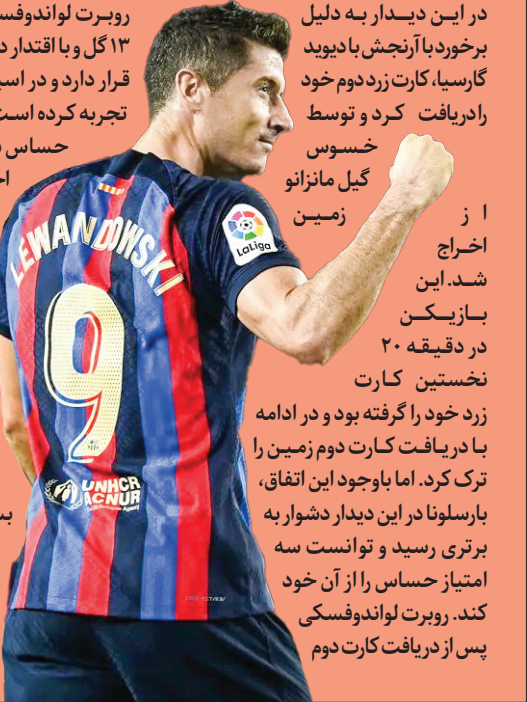 در این دیدار به دلیل
برخورد با آرنجش با دیوید
گارسیا، کارت زرد دوم خود
را دریافت کرد و توسط
خسوس
گیل مانزانو
از زمین
اخراج
شد. این
بازیکن
در دقیقه ۲۰
نخستین کارت
زرد خود را گرفته بود و در ادامه
با دریافت کارت دوم زمین را
ترک کرد. اما باوجود این اتفاق،
بارسلونا در این دیدار دشوار به
برتری رسید و توانست سه
امتیاز حساس را از آن خود
کند. روبرت لواندوفسکی
پس از دریافت کارت دوم
روبرت لواندوفس
۱۳ گل و با اقتدار د
قرار دارد و در اس
تجربه کرده است
حساس
LaLiga
LEWANDOWSKI
9
UNHCR
ACNUR